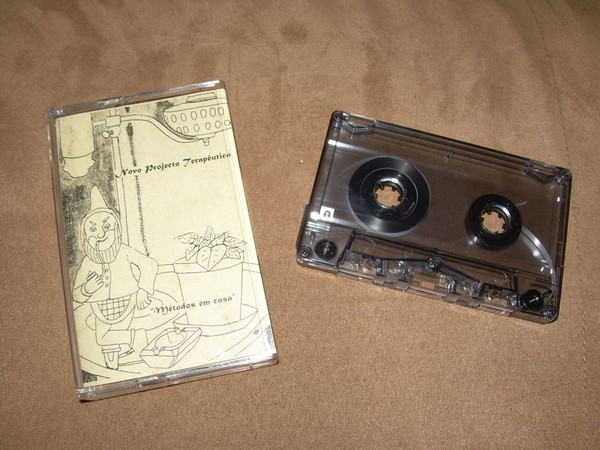 Novo Projecto Terapêutico
"Métodos em casa"